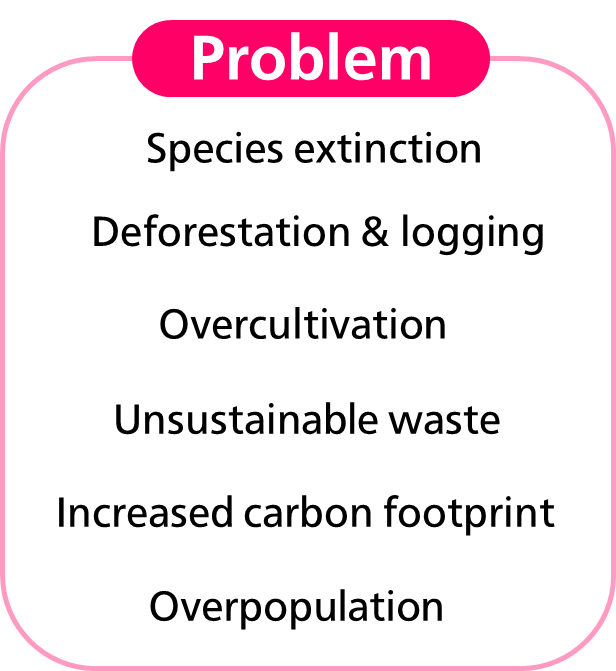 Problem
Species extinction
Deforestation & logging
Overcultivation
Unsustainable waste
Increased carbon footprint
Overpopulation